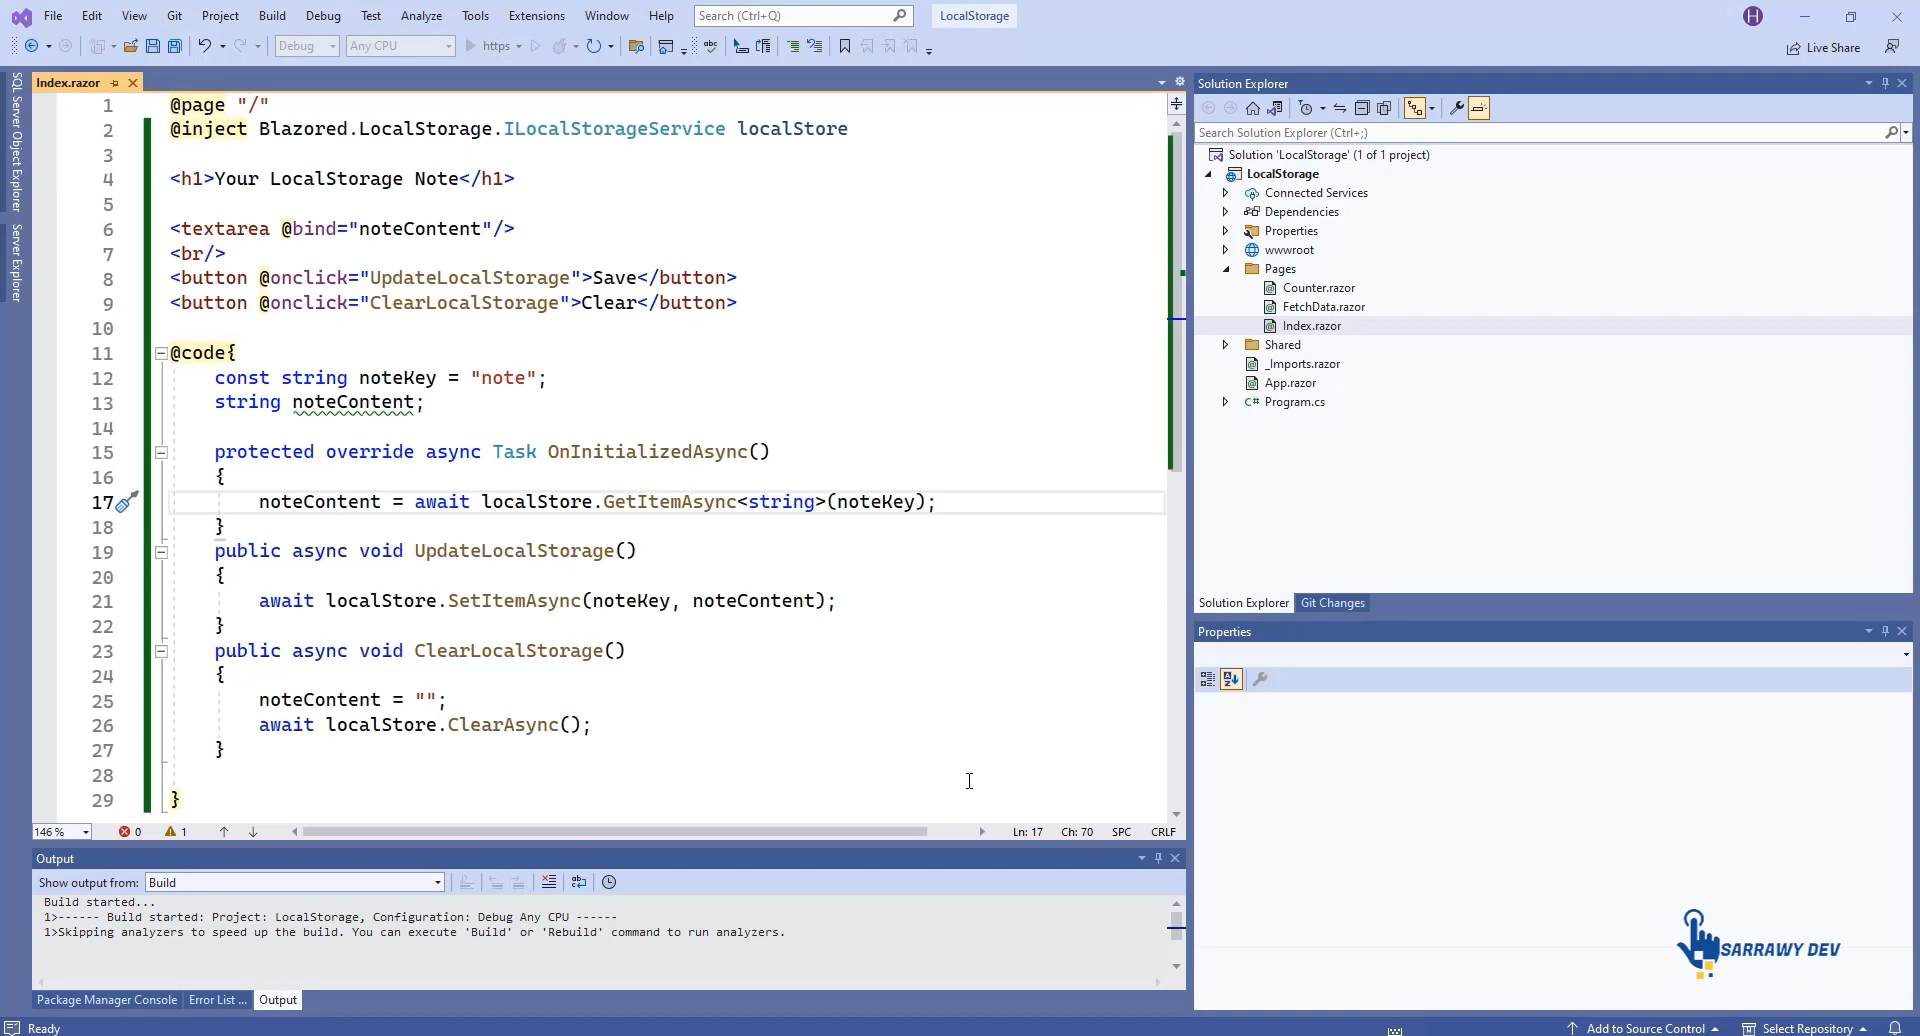 File Edit View Git Project Build Debug Test Analyze Tools Extensions Window Help Search (Ctrl+Q) LocalStorage H
Debug Any CPU https Live Share
SQL Server Object Explorer
Server Explorer
Index.razor
1 @page "/"
2 @inject Blazored.LocalStorage.ILocalStorageService localStore
3
4 <h1>Your LocalStorage Note</h1>
5
6 <textarea @bind="noteContent"/>
7 <br/>
8 <button @onclick="UpdateLocalStorage">Save</button>
9 <button @onclick="ClearLocalStorage">Clear</button>
10
11 @code{
12 const string noteKey = "note";
13 string noteContent;
14
15 protected override async Task OnInitializedAsync()
16 {
17 noteContent = await localStore.GetItemAsync<string>(noteKey);
18 }
19 public async void UpdateLocalStorage()
20 {
21 await localStore.SetItemAsync(noteKey, noteContent);
22 }
23 public async void ClearLocalStorage()
24 {
25 noteContent = "";
26 await localStore.ClearAsync();
27 }
28
29 }
146 % 0 1 Ln: 17 Ch: 70 SPC CRLF
Output
Show output from: Build
Build started...
1>------ Build started: Project: LocalStorage, Configuration: Debug Any CPU ------
1>Skipping analyzers to speed up the build. You can execute 'Build' or 'Rebuild' command to run analyzers.
Package Manager Console Error List ... Output
Solution Explorer
Search Solution Explorer (Ctrl+;)
Solution 'LocalStorage' (1 of 1 project)
LocalStorage
Connected Services
Dependencies
Properties
wwwroot
Pages
Counter.razor
FetchData.razor
Index.razor
Shared
_Imports.razor
App.razor
C# Program.cs
Solution Explorer Git Changes
Properties
SARRAWY DEV
Ready Add to Source Control Select Repository